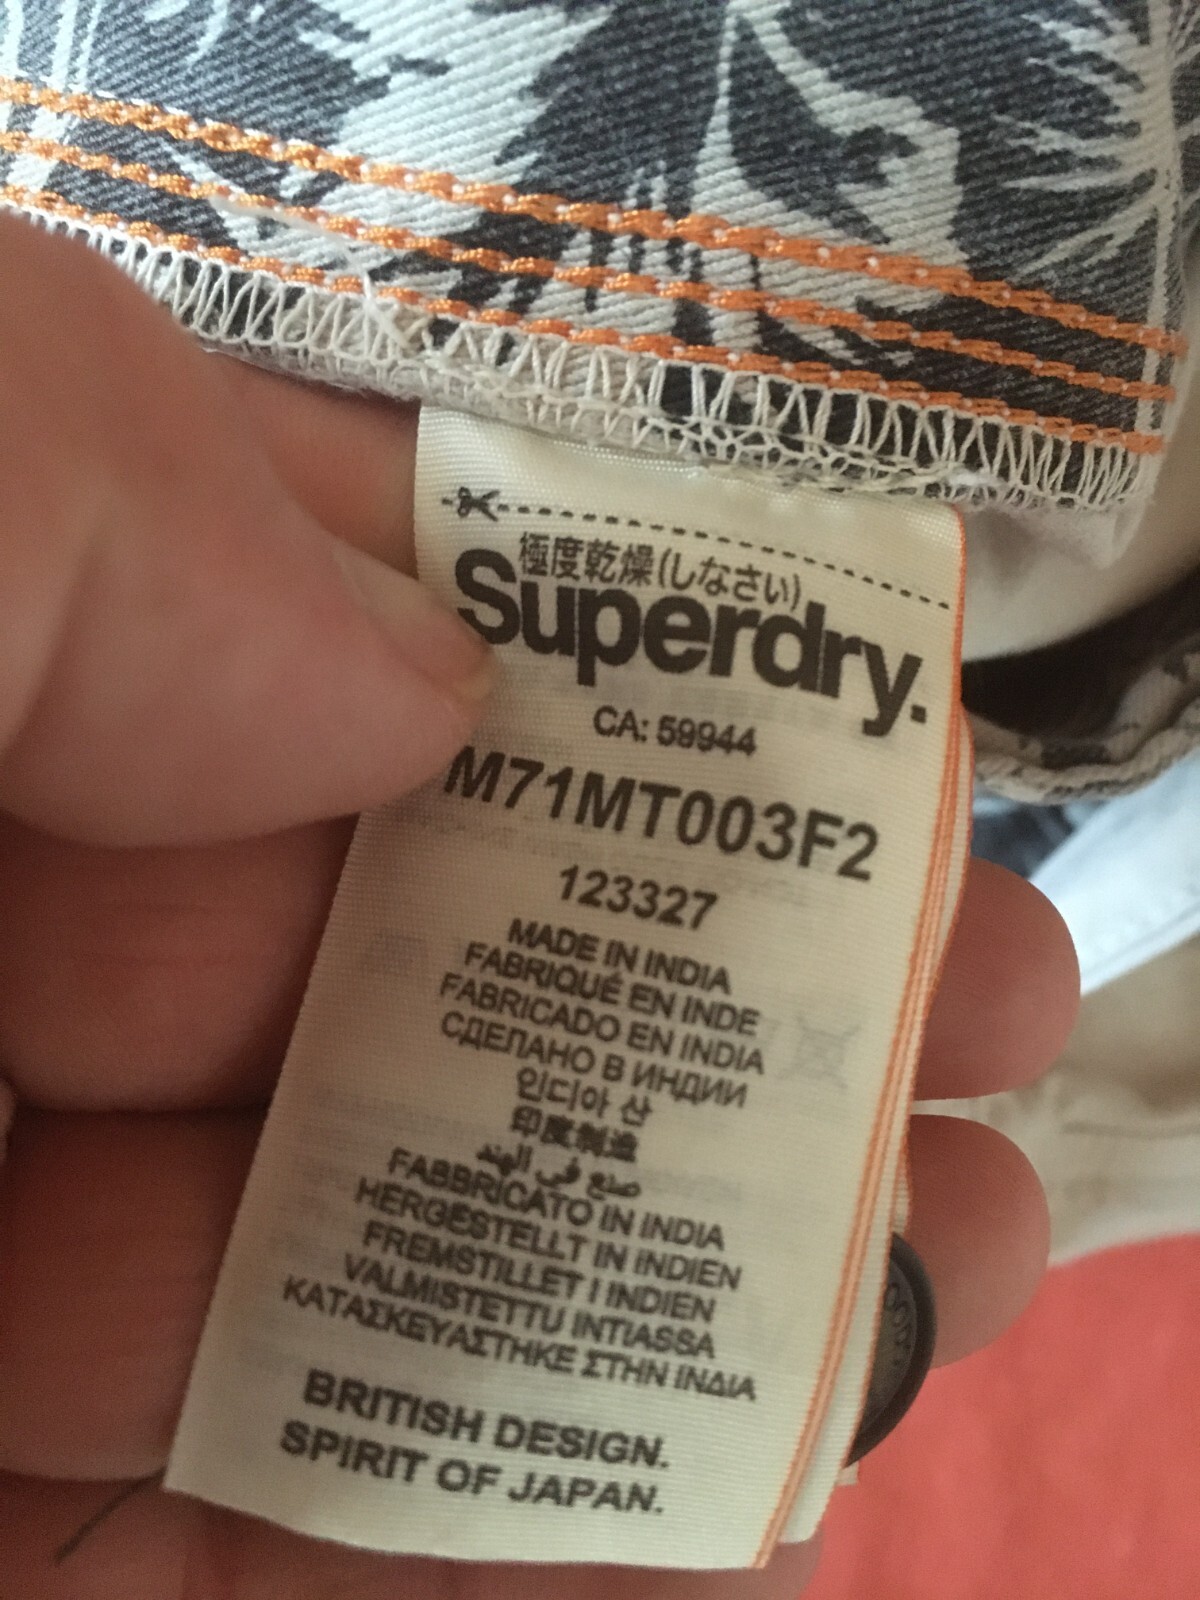 極度乾燥(しなさい)
Superdry.
CA: 59944
M71MT003F2
123327
MADE IN INDIA
FABRIQUÉ EN INDE
FABRICADO EN INDIA
СДЕЛАНО В ИНДИИ
인디아 산
印度製造
صنع في الهند
FABBRICATO IN INDIA
HERGESTELLT IN INDIEN
FREMSTILLET I INDIEN
VALMISTETTU INTIASSA
ΚΑΤΑΣΚΕΥΑΣΤΗΚΕ ΣΤΗΝ ΙΝΔΙΑ
BRITISH DESIGN.
SPIRIT OF JAPAN.